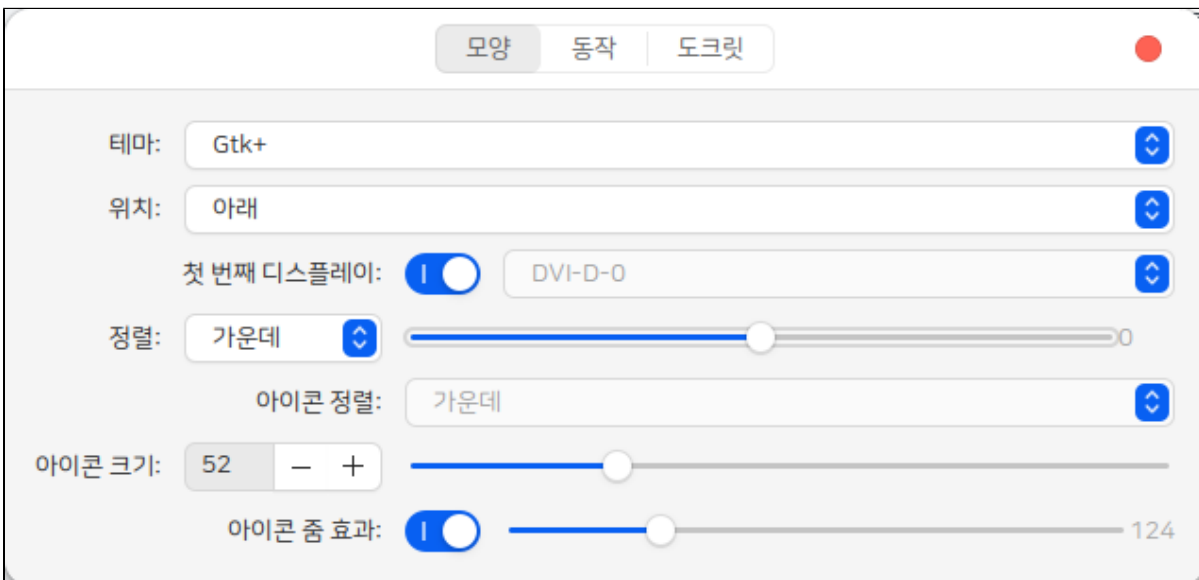 모양 동작 도크릿
테마: Gtk+
위치: 아래
첫 번째 디스플레이: DVI-D-0
정렬: 가운데 0
아이콘 정렬: 가운데
아이콘 크기: 52 − +
아이콘 줌 효과: 124